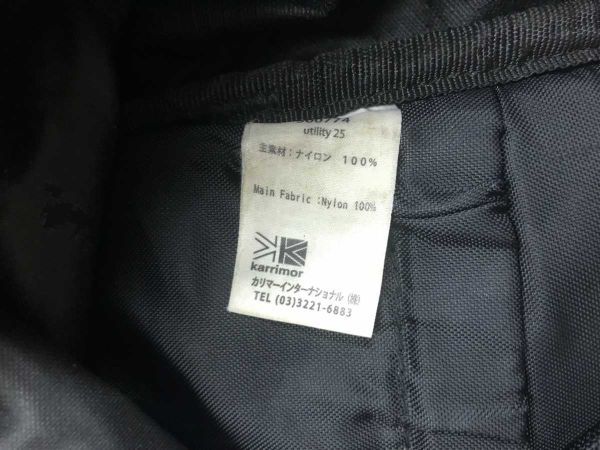 utility 25
主素材:ナイロン 100%
Main Fabric :Nylon 100%
karrimor
カリマーインターナショナル(株)
TEL (03)3221-6883